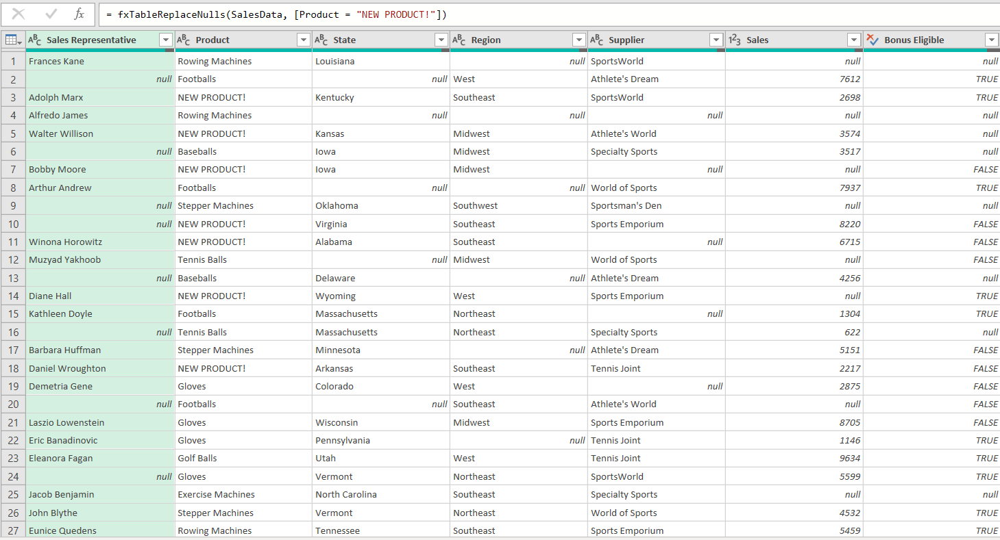 fx = fxTableReplaceNulls(SalesData, [Product = "NEW PRODUCT!"])
ABC Sales Representative ABC Product ABC State ABC Region ABC Supplier 123 Sales Bonus Eligible
1 Frances Kane Rowing Machines Louisiana null SportsWorld null null
2 null Footballs null West Athlete's Dream 7612 TRUE
3 Adolph Marx NEW PRODUCT! Kentucky Southeast SportsWorld 2698 TRUE
4 Alfredo James Rowing Machines null null null null null
5 Walter Willison NEW PRODUCT! Kansas Midwest Athlete's World 3574 null
6 null Baseballs Iowa Midwest Specialty Sports 3517 null
7 Bobby Moore NEW PRODUCT! Iowa Midwest null null FALSE
8 Arthur Andrew Footballs null null World of Sports 7937 TRUE
9 null Stepper Machines Oklahoma Southwest Sportsman's Den null null
10 null NEW PRODUCT! Virginia Southeast Sports Emporium 8220 FALSE
11 Winona Horowitz NEW PRODUCT! Alabama Southeast null 6715 FALSE
12 Muzyad Yakhoob Tennis Balls null Midwest World of Sports null FALSE
13 null Baseballs Delaware null Athlete's Dream 4256 null
14 Diane Hall NEW PRODUCT! Wyoming West Sports Emporium null TRUE
15 Kathleen Doyle Footballs Massachusetts Northeast null 1304 TRUE
16 null Tennis Balls Massachusetts Northeast Specialty Sports 622 null
17 Barbara Huffman Stepper Machines Minnesota null Athlete's Dream 5151 FALSE
18 Daniel Wroughton NEW PRODUCT! Arkansas Southeast Tennis Joint 2217 FALSE
19 Demetria Gene Gloves Colorado West null 2875 FALSE
20 null Footballs null Southeast Athlete's World null FALSE
21 Laszio Lowenstein Gloves Wisconsin Midwest Sports Emporium 8705 FALSE
22 Eric Banadinovic Gloves Pennsylvania null Tennis Joint 1146 TRUE
23 Eleanora Fagan Golf Balls Utah West Tennis Joint 9634 TRUE
24 null Gloves Vermont Northeast SportsWorld 5599 TRUE
25 Jacob Benjamin Exercise Machines North Carolina Southeast Specialty Sports null null
26 John Blythe Stepper Machines Vermont Northeast World of Sports 4532 TRUE
27 Eunice Quedens Rowing Machines Tennessee Southeast Sports Emporium 5459 TRUE